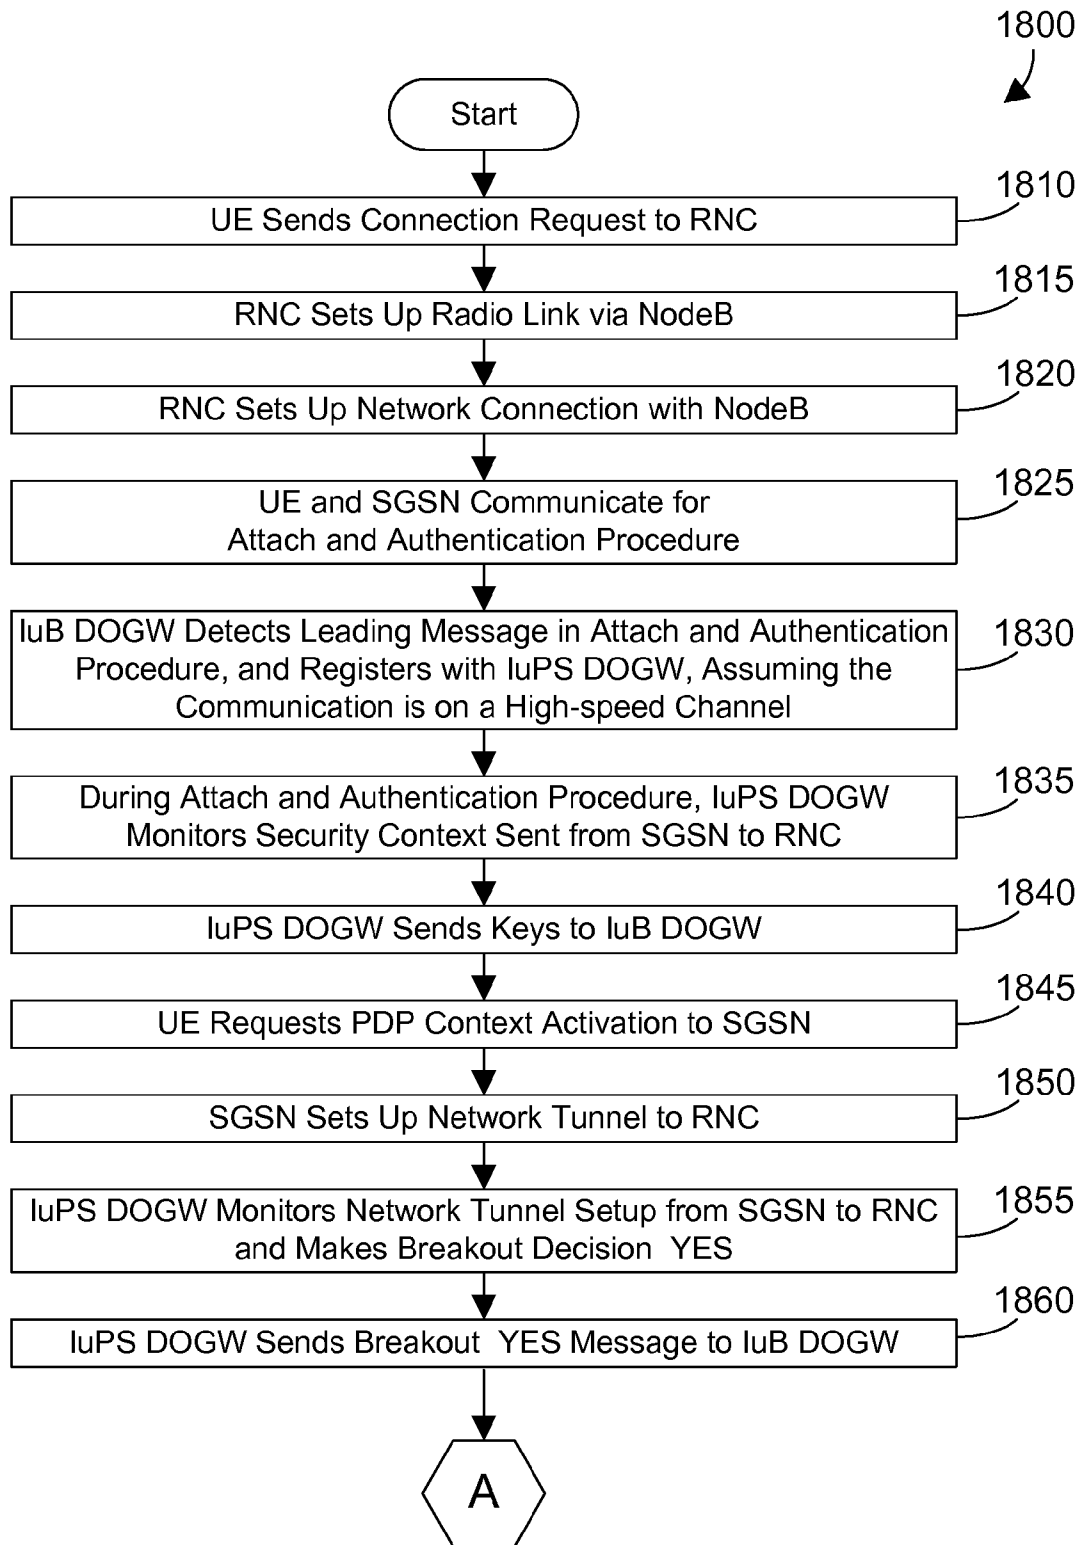 1800
Start
1810
UE Sends Connection Request to RNC
1815
RNC Sets Up Radio Link via NodeB
1820
RNC Sets Up Network Connection with NodeB
1825
UE and SGSN Communicate for
Attach and Authentication Procedure
1830
IuB DOGW Detects Leading Message in Attach and Authentication
Procedure, and Registers with IuPS DOGW, Assuming the
Communication is on a High-speed Channel
1835
During Attach and Authentication Procedure, IuPS DOGW
Monitors Security Context Sent from SGSN to RNC
1840
IuPS DOGW Sends Keys to IuB DOGW
1845
UE Requests PDP Context Activation to SGSN
1850
SGSN Sets Up Network Tunnel to RNC
1855
IuPS DOGW Monitors Network Tunnel Setup from SGSN to RNC
and Makes Breakout Decision YES
1860
IuPS DOGW Sends Breakout YES Message to IuB DOGW
A